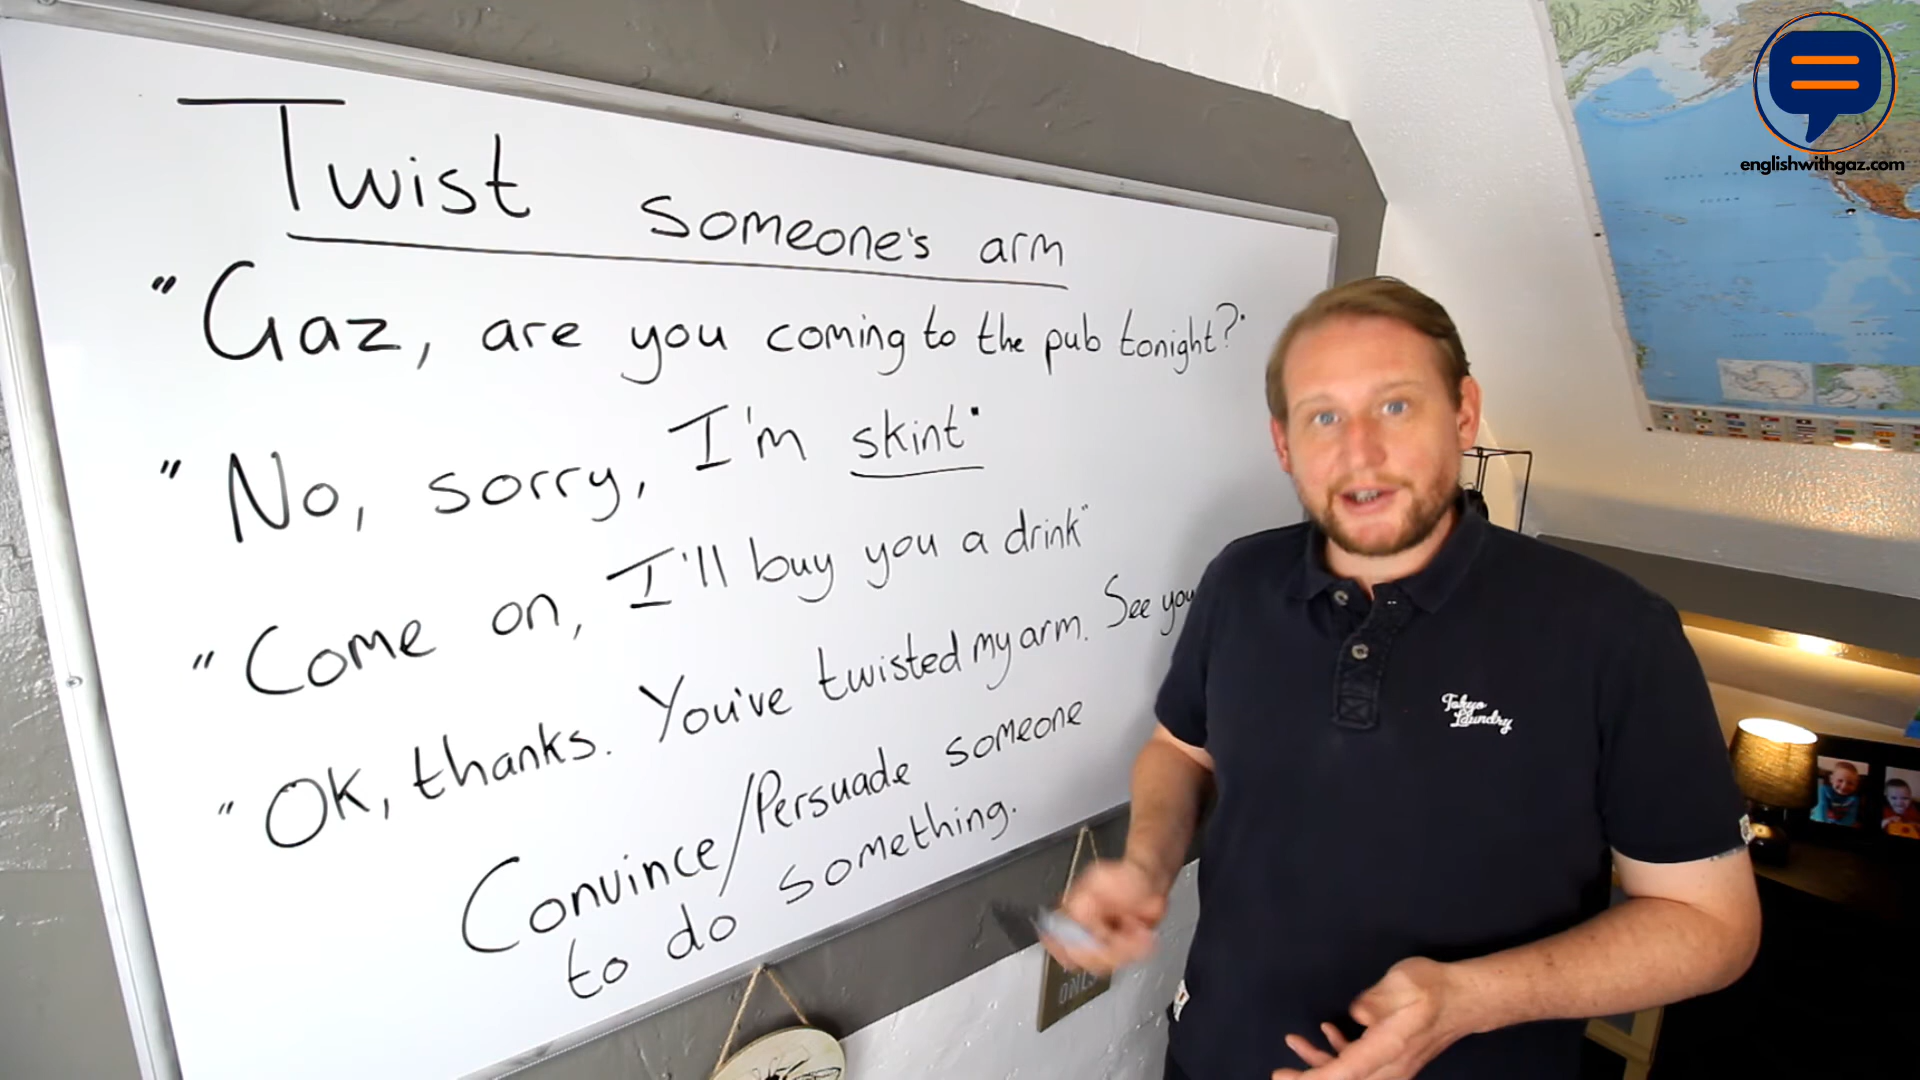 Twist someone's arm
"Gaz, are you coming to the pub tonight?"
"No, sorry, I'm skint"
"Come on, I'll buy you a drink"
"OK, thanks. You've twisted my arm. See you
Convince/Persuade someone
to do something.
englishwithgaz.com
Tokyo
Laundry
ONLY